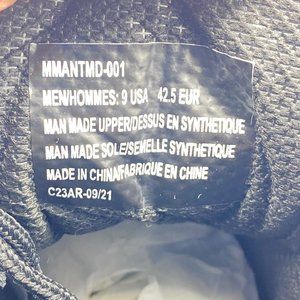 MMANTMD-001
MEN/HOMMES: 9 USA 42.5 EUR
MAN MADE UPPER/DESSUS EN SYNTHETIQUE
MAN MADE SOLE/SEMELLE SYNTHETIQUE
MADE IN CHINA/FABRIQUE EN CHINE
C23AR-09/21